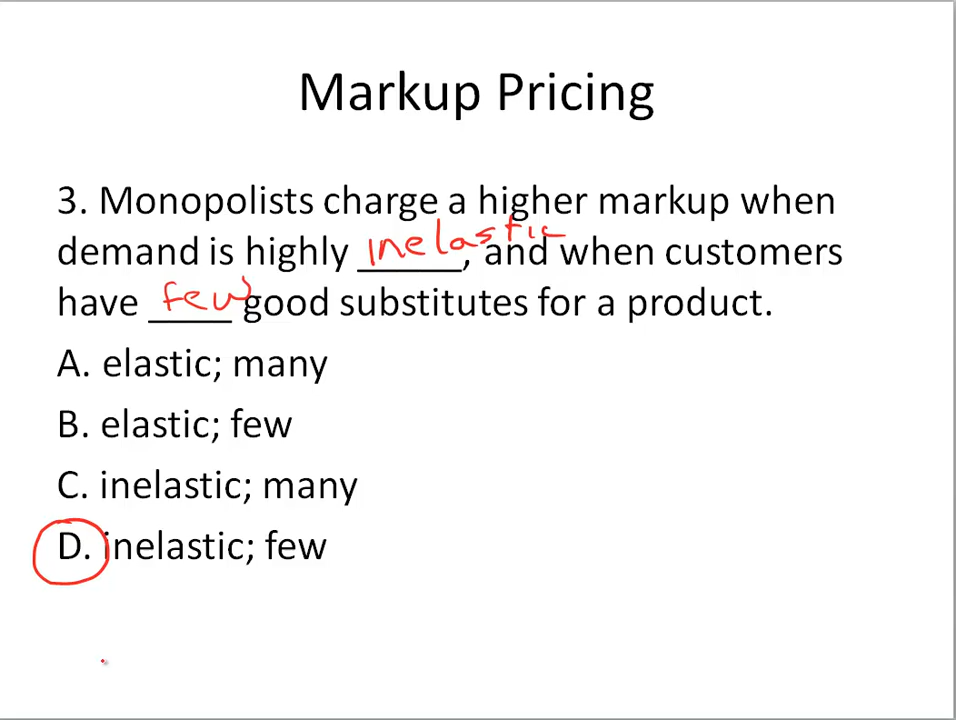 Markup Pricing
3. Monopolists charge a higher markup when
demand is highly inelastic, and when customers
have few good substitutes for a product.
A. elastic; many
B. elastic; few
C. inelastic; many
D. inelastic; few